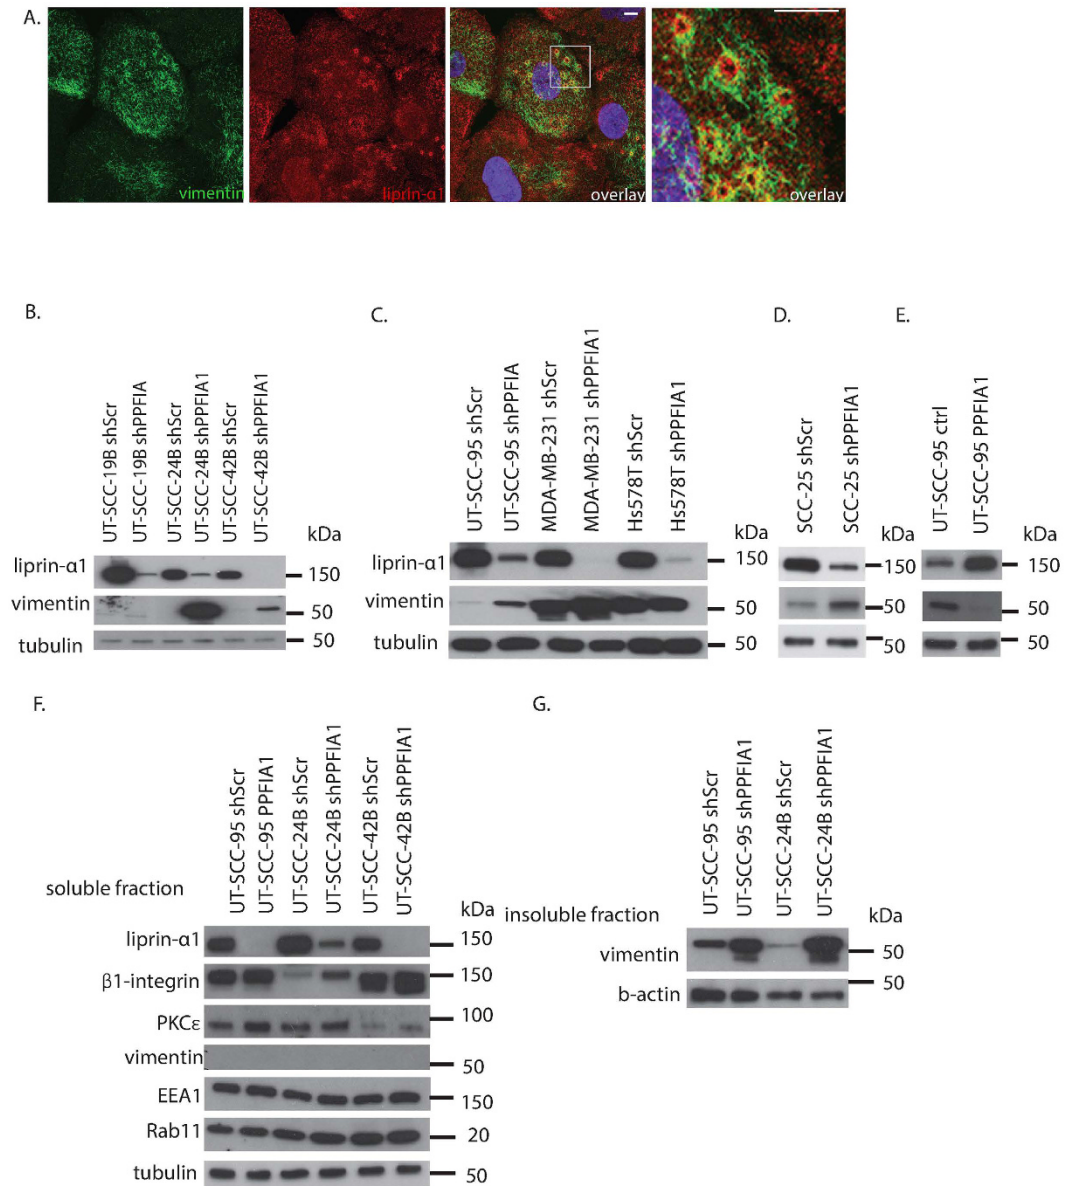 A.
vimentin
liprin-α1
overlay
overlay
B.
UT-SCC-19B shScr
UT-SCC-19B shPPFIA
UT-SCC-24B shScr
UT-SCC-24B shPPFIA1
UT-SCC-42B shScr
UT-SCC-42B shPPFIA1
kDa
liprin-α1
150
vimentin
50
tubulin
50
C.
UT-SCC-95 shScr
UT-SCC-95 shPPFIA
MDA-MB-231 shScr
MDA-MB-231 shPPFIA1
Hs578T shScr
Hs578T shPPFIA1
kDa
liprin-α1
150
vimentin
50
tubulin
50
D.
SCC-25 shScr
SCC-25 shPPFIA1
kDa
150
50
50
E.
UT-SCC-95 ctrl
UT-SCC-95 PPFIA1
kDa
150
50
50
F.
UT-SCC-95 shScr
UT-SCC-95 PPFIA1
UT-SCC-24B shScr
UT-SCC-24B shPPFIA1
UT-SCC-42B shScr
UT-SCC-42B shPPFIA1
soluble fraction
kDa
liprin-α1
150
β1-integrin
150
PKCε
100
vimentin
50
EEA1
150
Rab11
20
tubulin
50
G.
UT-SCC-95 shScr
UT-SCC-95 shPPFIA1
UT-SCC-24B shScr
UT-SCC-24B shPPFIA1
insoluble fraction
kDa
vimentin
50
b-actin
50